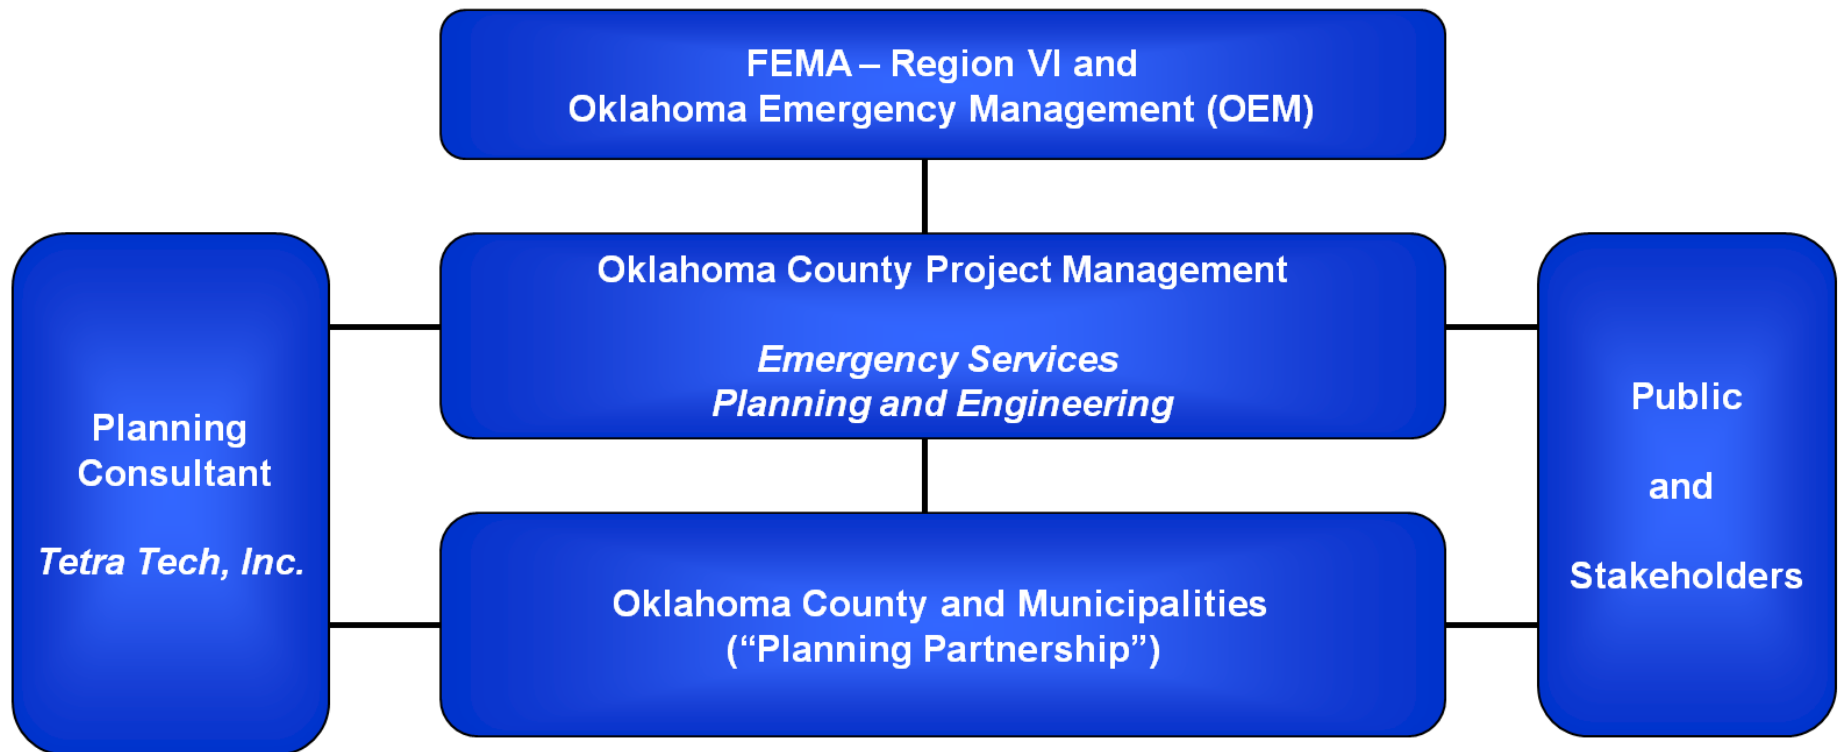 FEMA – Region VI and
Oklahoma Emergency Management (OEM)
Oklahoma County Project Management
Emergency Services
Planning and Engineering
Planning
Consultant
Tetra Tech, Inc.
Public
and
Stakeholders
Oklahoma County and Municipalities
(“Planning Partnership”)